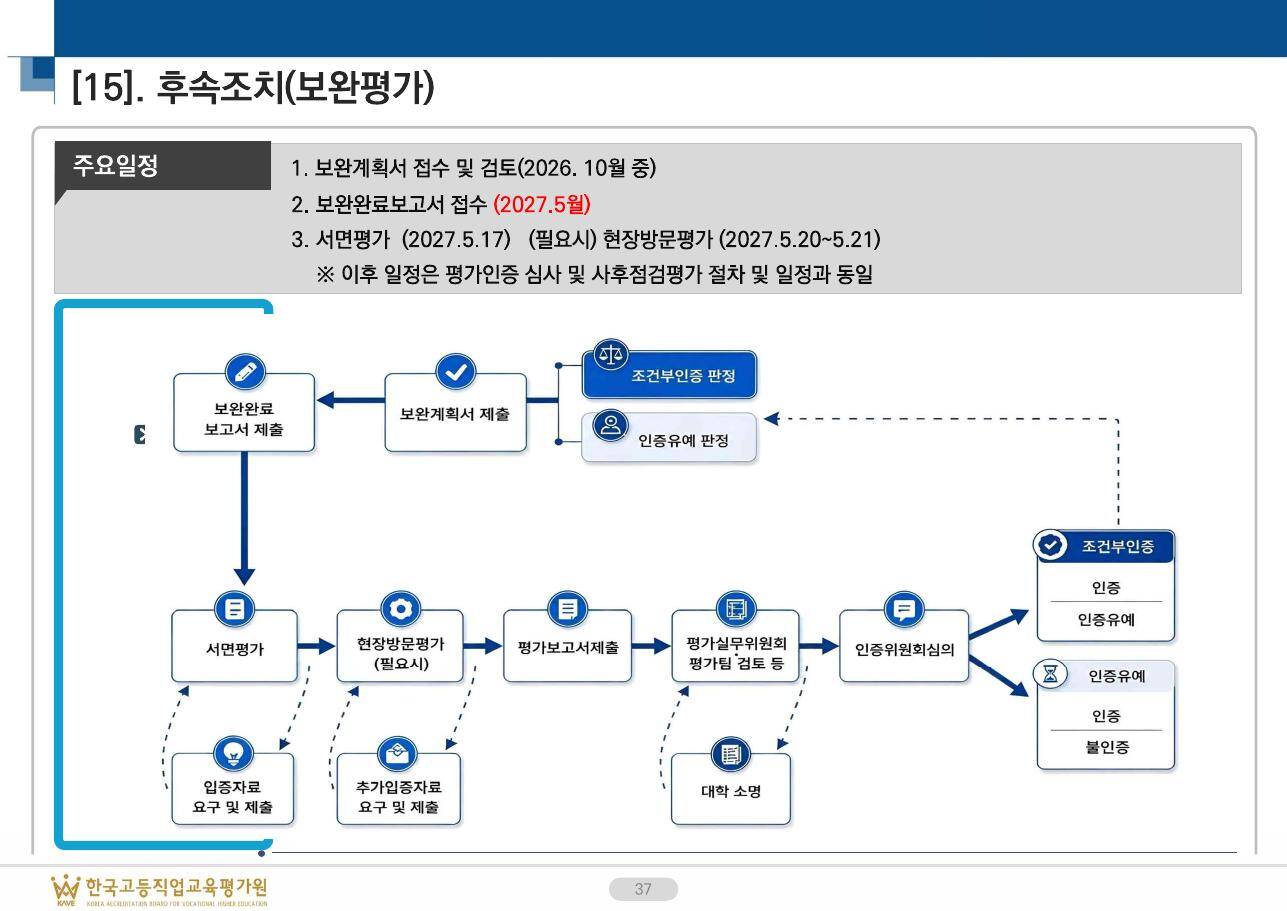 [15]. 후속조치(보완평가)
주요일정
1. 보완계획서 접수 및 검토(2026. 10월 중)
2. 보완완료보고서 접수 (2027.5월)
3. 서면평가 (2027.5.17) (필요시) 현장방문평가 (2027.5.20~5.21)
※ 이후 일정은 평가인증 심사 및 사후점검평가 절차 및 일정과 동일
보완완료
보고서 제출
보완계획서 제출
조건부인증 판정
인증유예 판정
서면평가
현장방문평가
(필요시)
평가보고서제출
평가실무위원회
평가팀 검토 등
인증위원회심의
조건부인증
인증
인증유예
인증유예
인증
불인증
입증자료
요구 및 제출
추가입증자료
요구 및 제출
대학 소명
한국고등직업교육평가원
KAVE KOREA ACCREDITATION BOARD FOR VOCATIONAL HIGHER EDUCATION
37